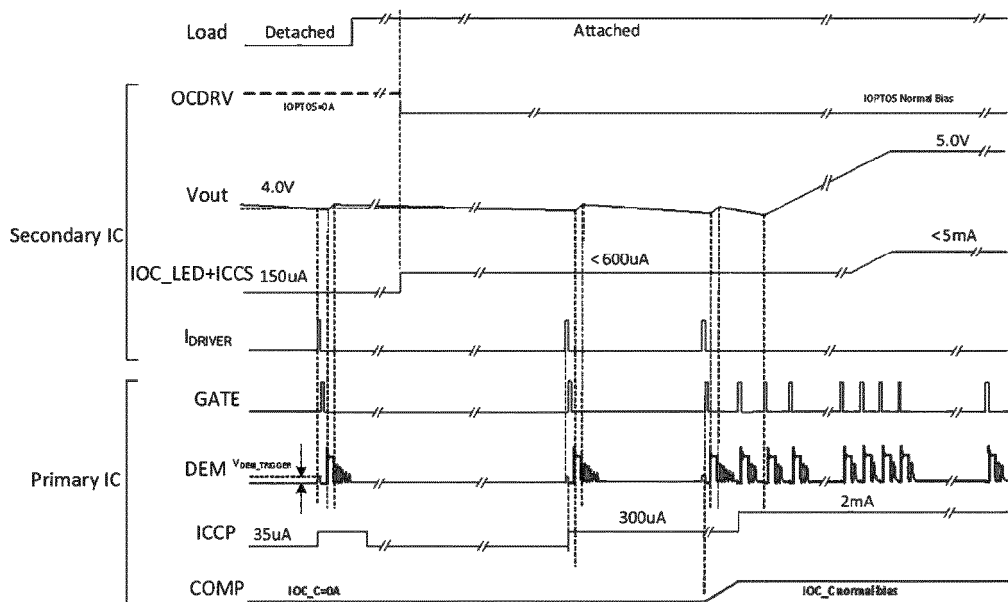 Load Detached Attached
OCDRV IOPTOS=0A IOPTOS Normal Bias
Vout 4.0V 5.0V
Secondary IC
IOC_LED+ICCS 150uA <600uA <5mA
IDRIVER
GATE
DEM VDEM_TRIGGER
Primary IC
ICCP 35uA 300uA 2mA
COMP IOC_C=0A IOC_C normal bias